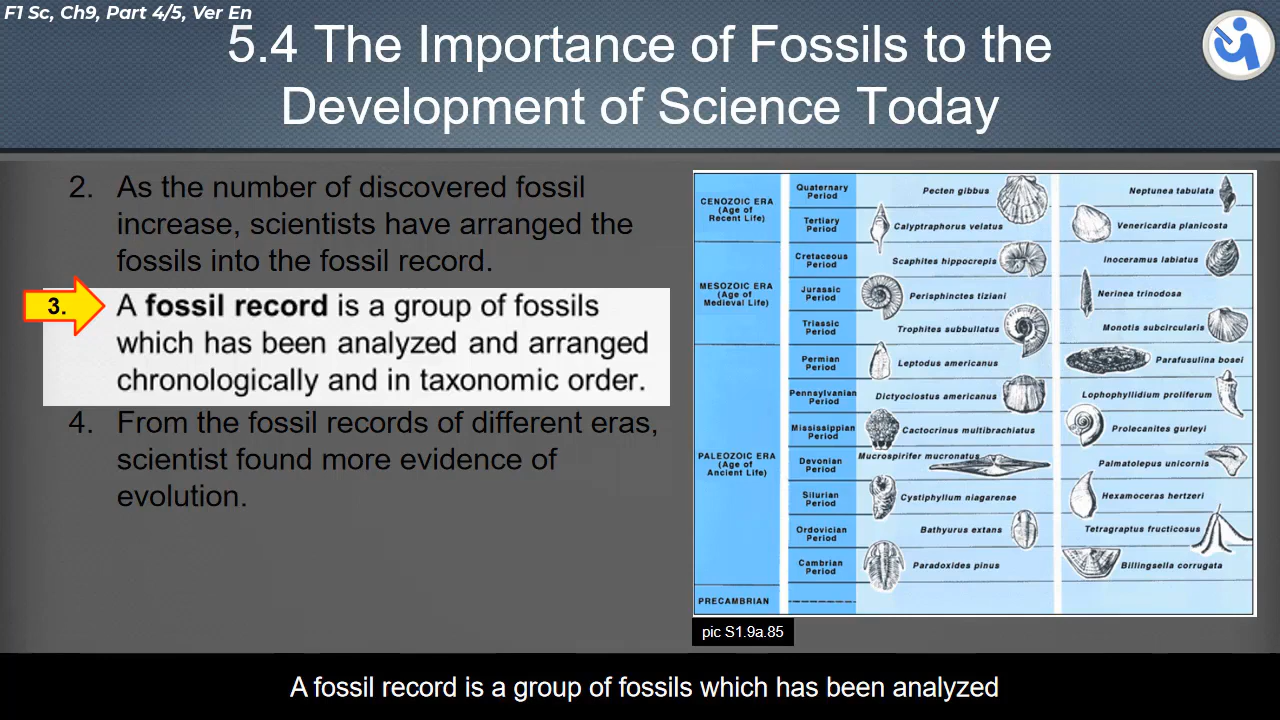 F1 Sc, Ch9, Part 4/5, Ver En
5.4 The Importance of Fossils to the
Development of Science Today
2. As the number of discovered fossil
increase, scientists have arranged the
fossils into the fossil record.
3. A fossil record is a group of fossils
which has been analyzed and arranged
chronologically and in taxonomic order.
4. From the fossil records of different eras,
scientist found more evidence of
evolution.
CENOZOIC ERA
(Age of
Recent Life)
Quaternary
Period
Pecten gibbus
Neptunea tabulata
Tertiary
Period
Calyptraphorus velatus
Venericardia planicosta
MESOZOIC ERA
(Age of
Medieval Life)
Cretaceous
Period
Scaphites hippocrepis
Inoceramus labiatus
Jurassic
Period
Perisphinctes tiziani
Nerinea trinodosa
Triassic
Period
Trophites subbullatus
Monotis subcircularis
PALEOZOIC ERA
(Age of
Ancient Life)
Permian
Period
Leptodus americanus
Parafusulina bosei
Pennsylvanian
Period
Dictyoclostus americanus
Lophophyllidium proliferum
Mississippian
Period
Cactocrinus multibrachiatus
Prolecanites gurleyi
Devonian
Period
Mucrospirifer mucronatus
Palmatolepus unicornis
Silurian
Period
Cystiphyllum niagarense
Hexamoceras hertzeri
Ordovician
Period
Bathyurus extans
Tetragraptus fructicosus
Cambrian
Period
Paradoxides pinus
Billingsella corrugata
PRECAMBRIAN
pic S1.9a.85
A fossil record is a group of fossils which has been analyzed